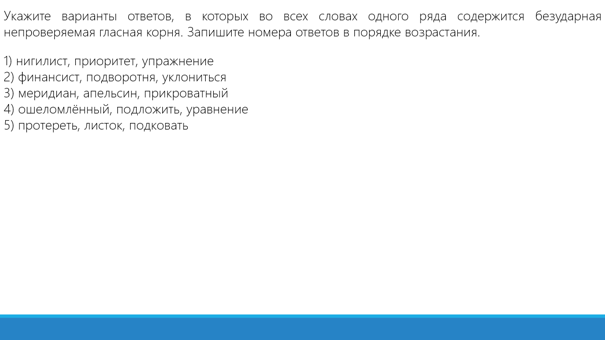 Укажите варианты ответов, в которых во всех словах одного ряда содержится безударная
непроверяемая гласная корня. Запишите номера ответов в порядке возрастания.
1) нигилист, приоритет, упражнение
2) финансист, подворотня, уклониться
3) меридиан, апельсин, прикроватный
4) ошеломлённый, подложить, уравнение
5) протереть, листок, подковать